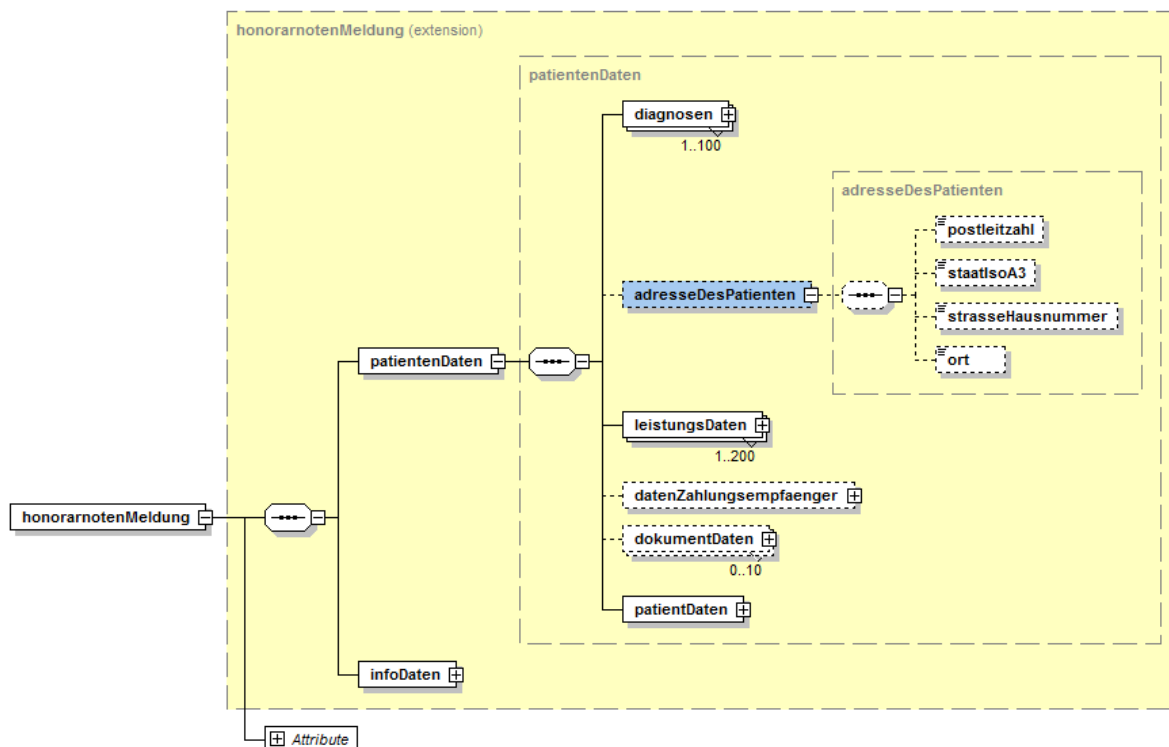 honorarnotenMeldung (extension)
patientenDaten
diagnosen
1..100
adresseDesPatienten
postleitzahl
staatIsoA3
adresseDesPatienten
strasseHausnummer
ort
patientenDaten
leistungsDaten
1..200
datenZahlungsempfaenger
honorarnotenMeldung
dokumentDaten
0..10
patientDaten
infoDaten
Attribute